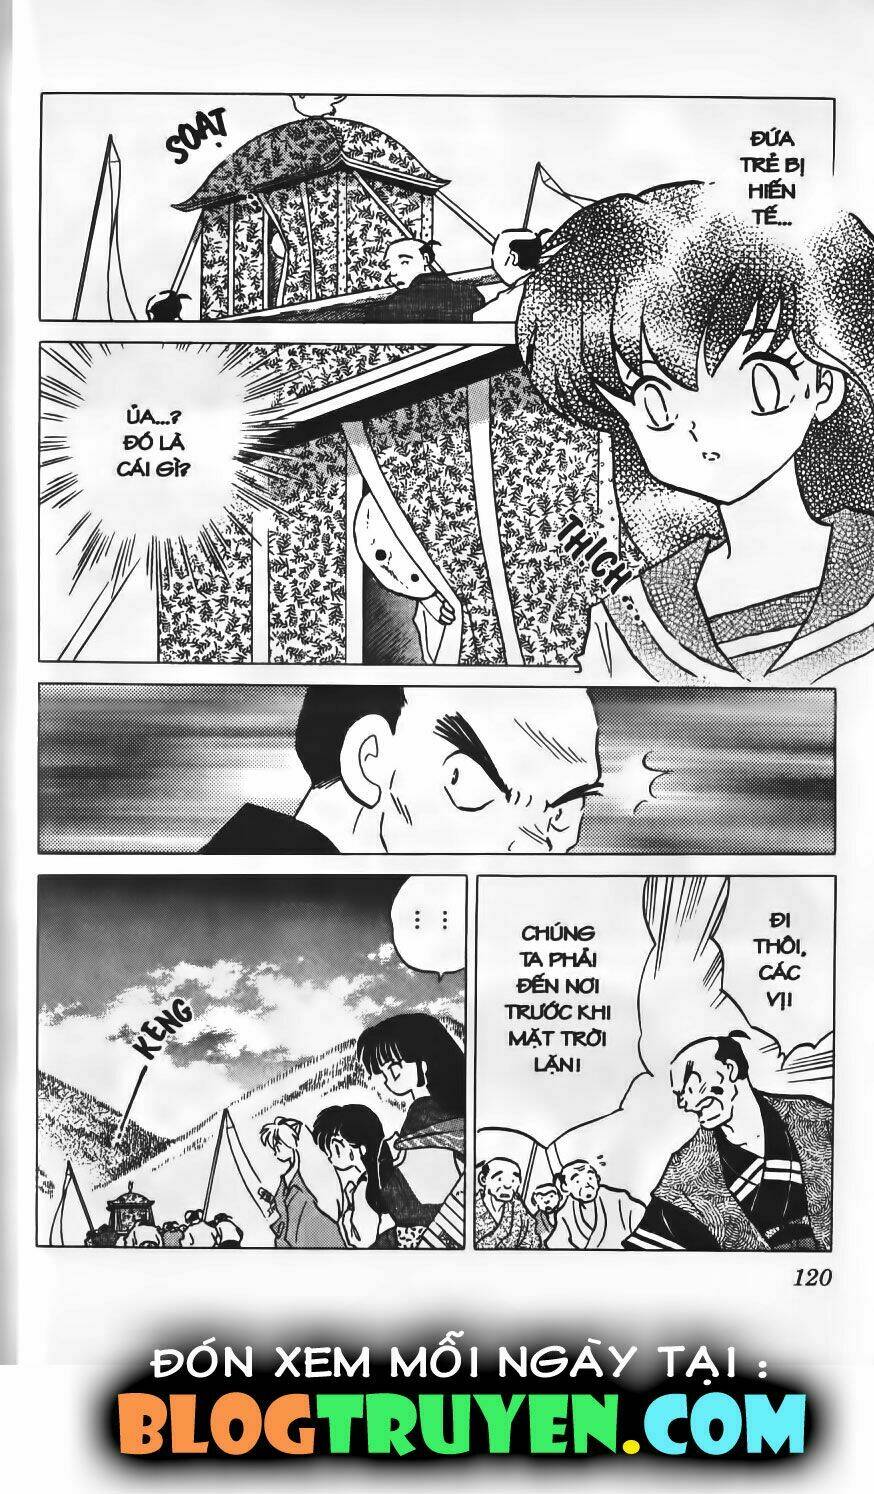 ĐỨA
TRẺ BỊ
HIẾN
TẾ...
SOẠT
ỦA...?
ĐÓ LÀ
CÁI GÌ?
THỊCH...
ĐI
THÔI,
CÁC
VỊ!
CHÚNG
TA PHẢI
ĐẾN NƠI
TRƯỚC KHI
MẶT TRỜI
LẶN!
......
KENG
120
ĐÓN XEM MỖI NGÀY TẠI :
BLOGTRUYEN.COM